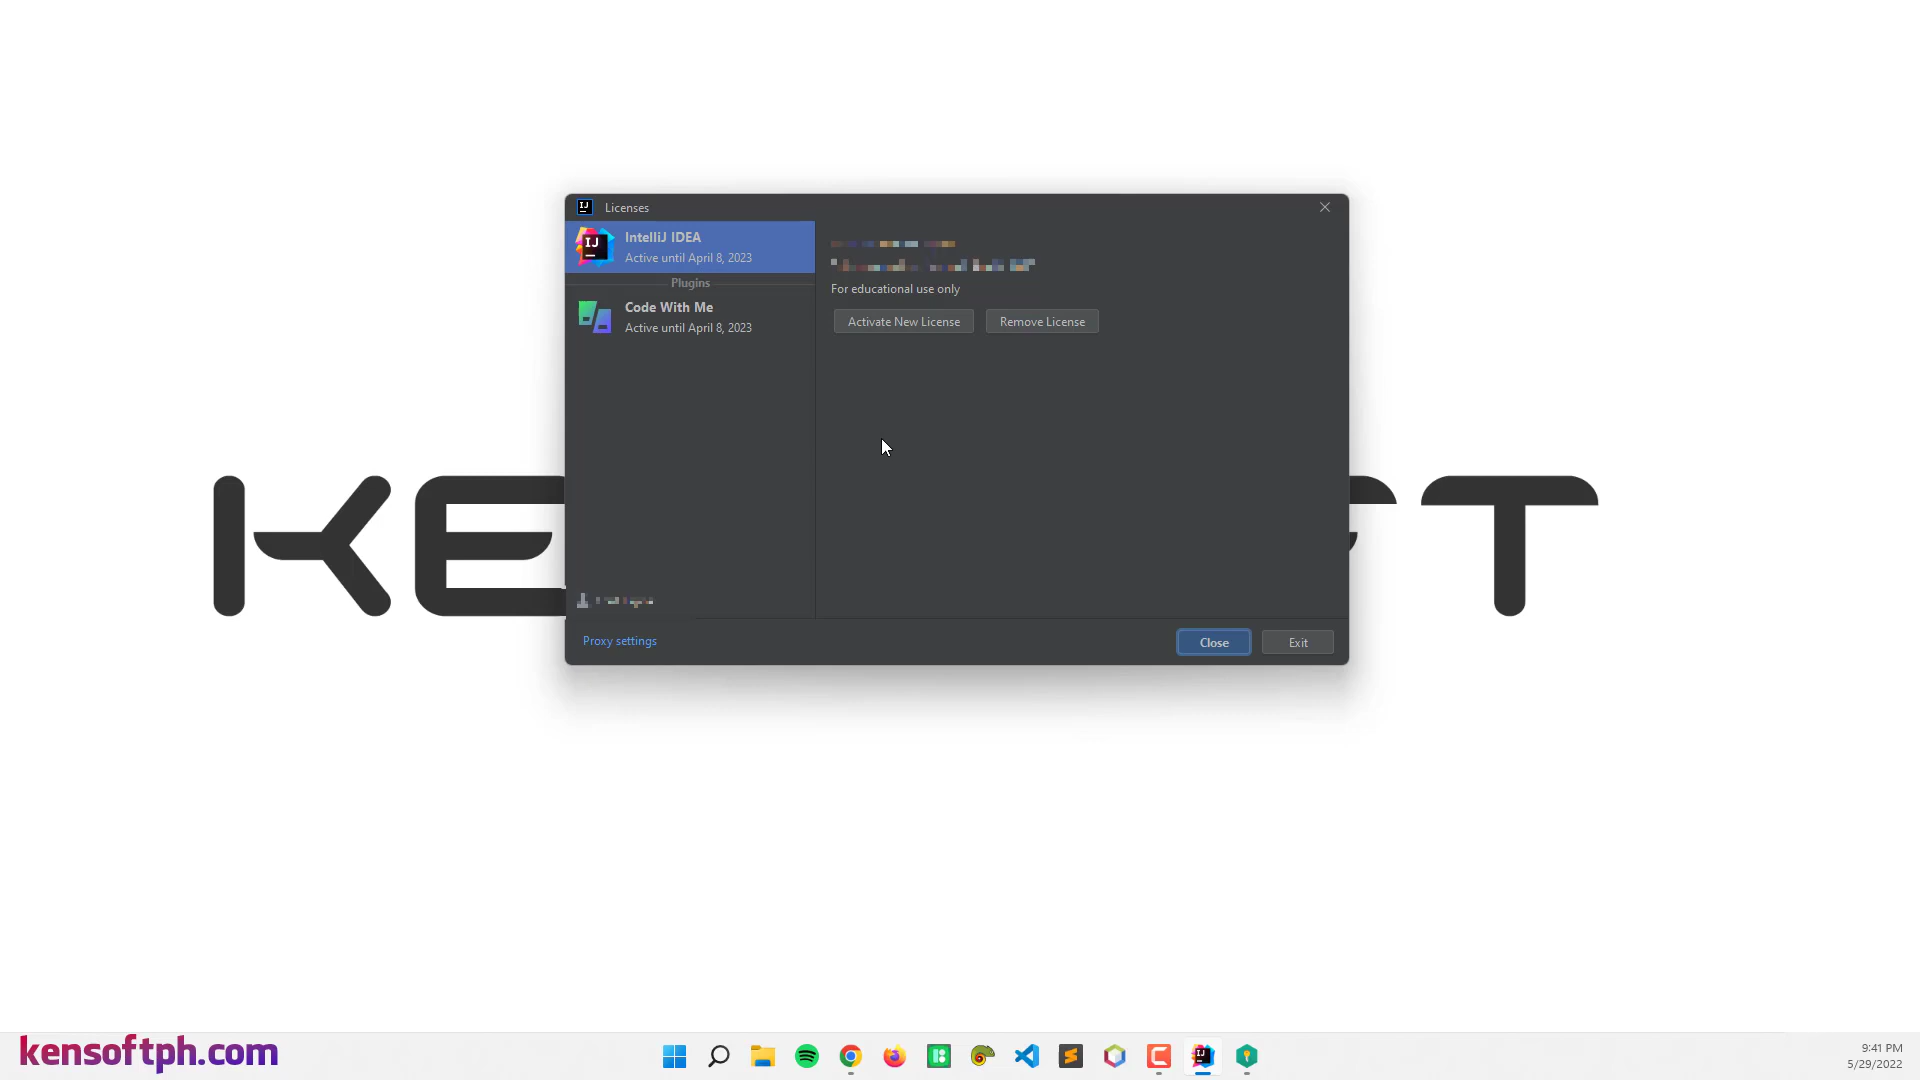 Licenses
IntelliJ IDEA
Active until April 8, 2023
Plugins
Code With Me
Active until April 8, 2023
For educational use only
Activate New License
Remove License
Proxy settings
Close
Exit
kensoftph.com
9:41 PM
5/29/2022